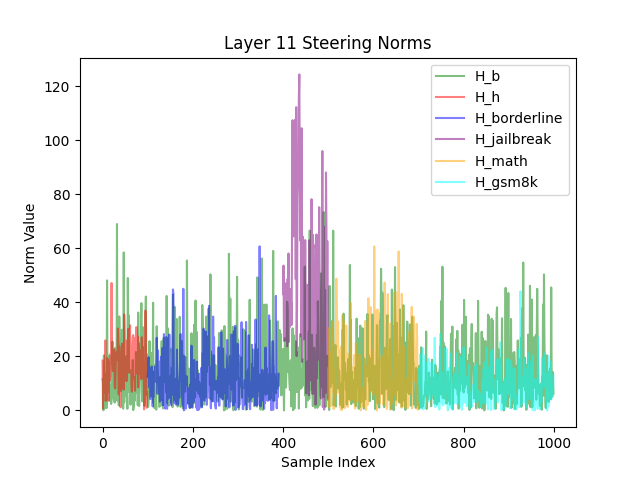 Layer 11 Steering Norms
H_b
H_h
H_borderline
H_jailbreak
H_math
H_gsm8k
Norm Value
120
100
80
60
40
20
0
0 200 400 600 800 1000
Sample Index